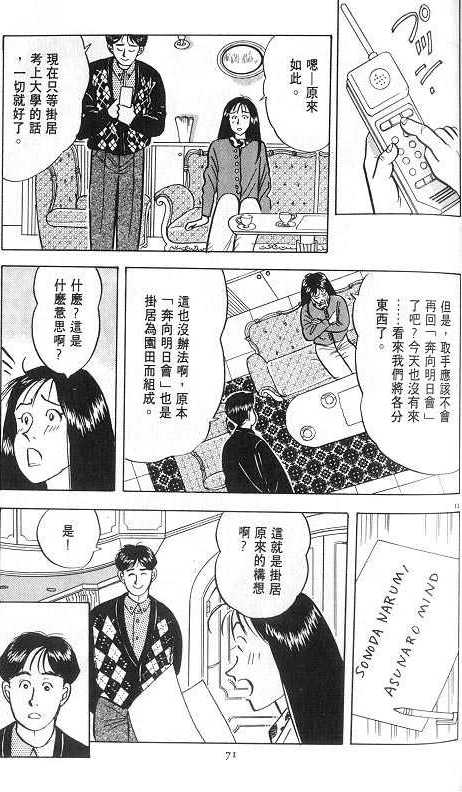 嗯—原來
如此。
現在只等掛居
考上大學的話
，一切就好了。
但是，取手應該不會
再回「奔向明日會」
了吧？今天也沒有來
……看來我們將各分
東西了。
這也沒辦法啊，原本
「奔向明日會」也是
掛居為園田而組成。
什麼？這是
什麼意思啊？
11
SONODA NARUMI
ASUNARO MIND
這就是掛居
原來的構想
啊？
是！
71